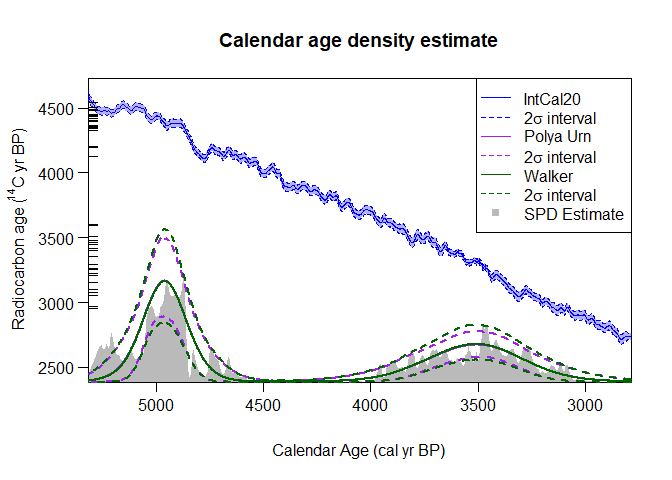 Calendar age density estimate
IntCal20
2σ interval
Polya Urn
2σ interval
Walker
2σ interval
SPD Estimate
Radiocarbon age (¹⁴C yr BP)
4500
4000
3500
3000
2500
5000 4500 4000 3500 3000
Calendar Age (cal yr BP)